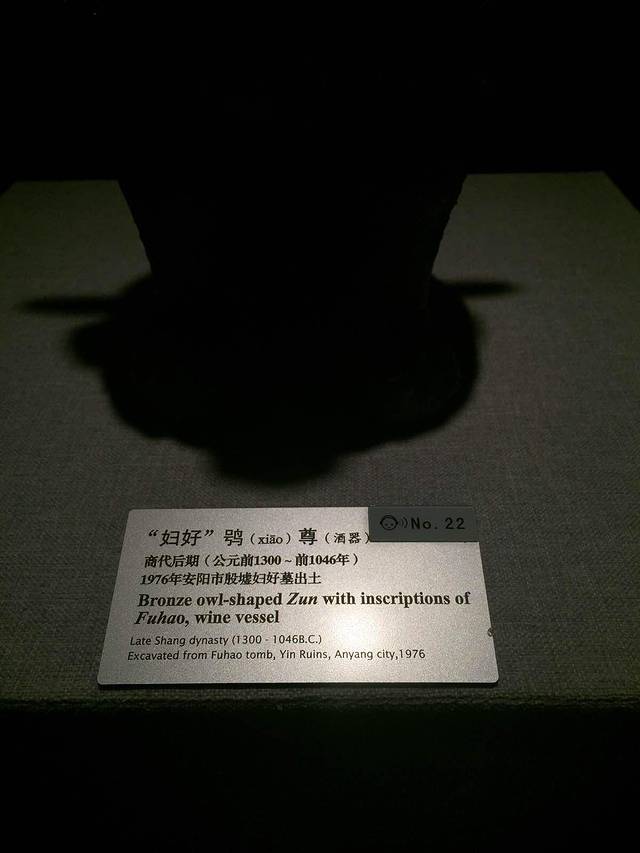 “妇好”鸮（xiāo）尊（酒器）
No. 22
商代后期（公元前1300～前1046年）
1976年安阳市殷墟妇好墓出土
Bronze owl-shaped Zun with inscriptions of
Fuhao, wine vessel
Late Shang dynasty (1300 - 1046B.C.)
Excavated from Fuhao tomb, Yin Ruins, Anyang city,1976